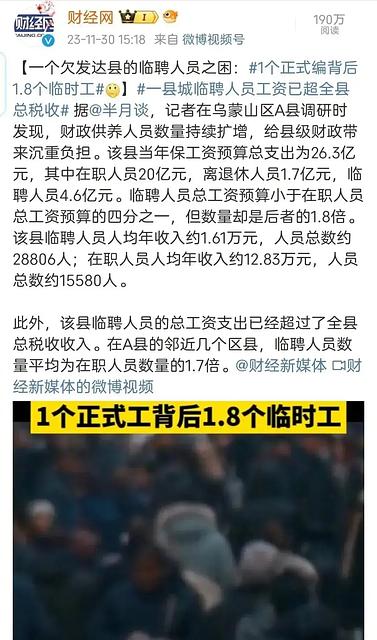 财经网
财经网
CAIJING.COM.CN
190万
阅读
23-11-30 15:18 来自 微博视频号
【一个欠发达县的临聘人员之困：#1个正式编背后
1.8个临时工#🙂】#一县城临聘人员工资已超全县
总税收# 据@半月谈，记者在乌蒙山区A县调研时
发现，财政供养人员数量持续扩增，给县级财政带
来沉重负担。该县当年保工资预算总支出为26.3亿
元，其中在职人员20亿元，离退休人员1.7亿元，临
聘人员4.6亿元。临聘人员总工资预算小于在职人员
总工资预算的四分之一，但数量却是后者的1.8倍。
该县临聘人员人均年收入约1.61万元，人员总数约
28806人；在职人员人均年收入约12.83万元，人员
总数约15580人。
此外，该县临聘人员的总工资支出已经超过了全县
总税收收入。在A县的邻近几个区县，临聘人员数
量平均为在职人员数量的1.7倍。@财经新媒体 财
经新媒体的微博视频
1个正式工背后1.8个临时工